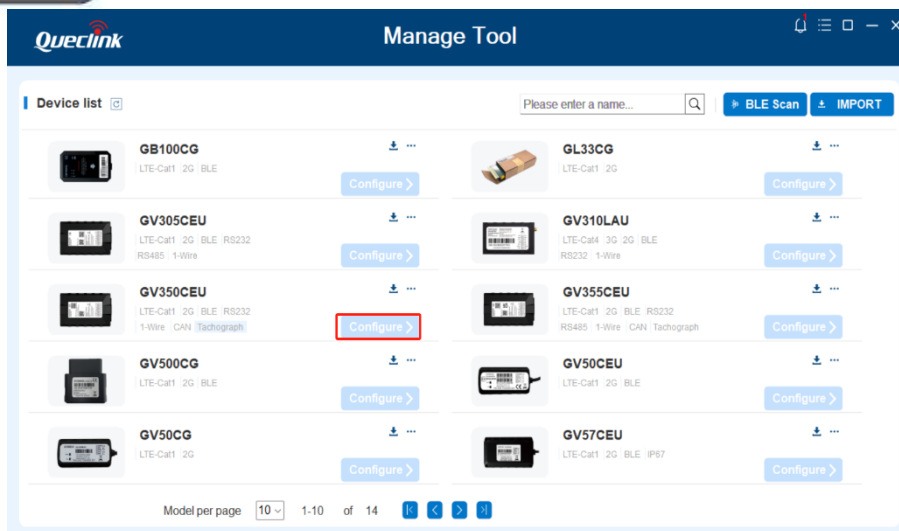 Queclink
Manage Tool
Device list
Please enter a name...
BLE Scan
IMPORT
GB100CG
LTE-Cat1 2G BLE
Configure
GL33CG
LTE-Cat1 2G
Configure
GV305CEU
LTE-Cat1 2G BLE RS232
RS485 1-Wire
Configure
GV310LAU
LTE-Cat4 3G 2G BLE
RS232 1-Wire
Configure
GV350CEU
LTE-Cat1 2G BLE RS232
1-Wire CAN Tachograph
Configure
GV355CEU
LTE-Cat1 2G BLE RS232
RS485 1-Wire CAN Tachograph
Configure
GV500CG
LTE-Cat1 2G BLE
Configure
GV50CEU
LTE-Cat1 2G BLE
Configure
GV50CG
LTE-Cat1 2G
Configure
GV57CEU
LTE-Cat1 2G BLE IP67
Configure
Model per page 10 1-10 of 14